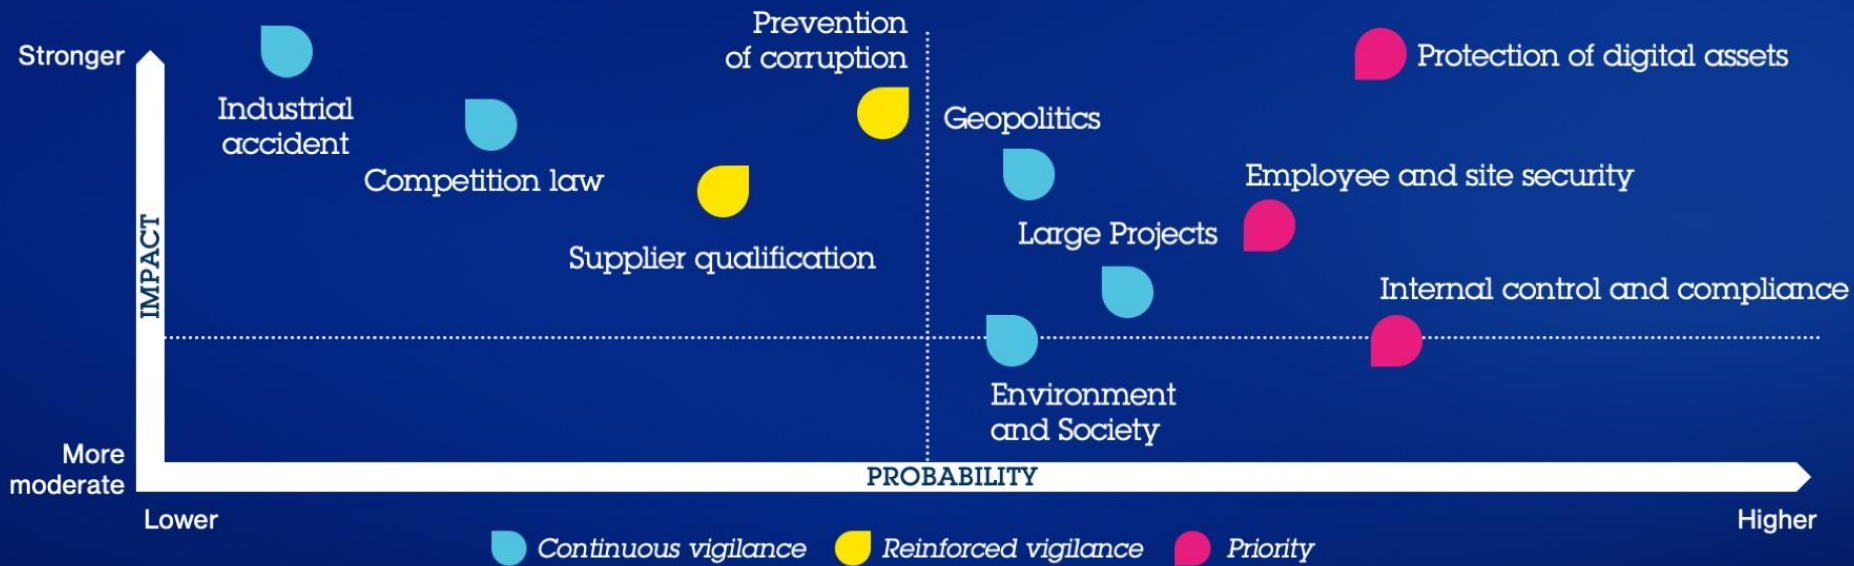 Stronger
Industrial
accident
Competition law
Supplier qualification
Prevention
of corruption
Geopolitics
Large Projects
Protection of digital assets
Employee and site security
Internal control and compliance
Environment
and Society
IMPACT
More
moderate
PROBABILITY
Lower
Higher
Continuous vigilance
Reinforced vigilance
Priority